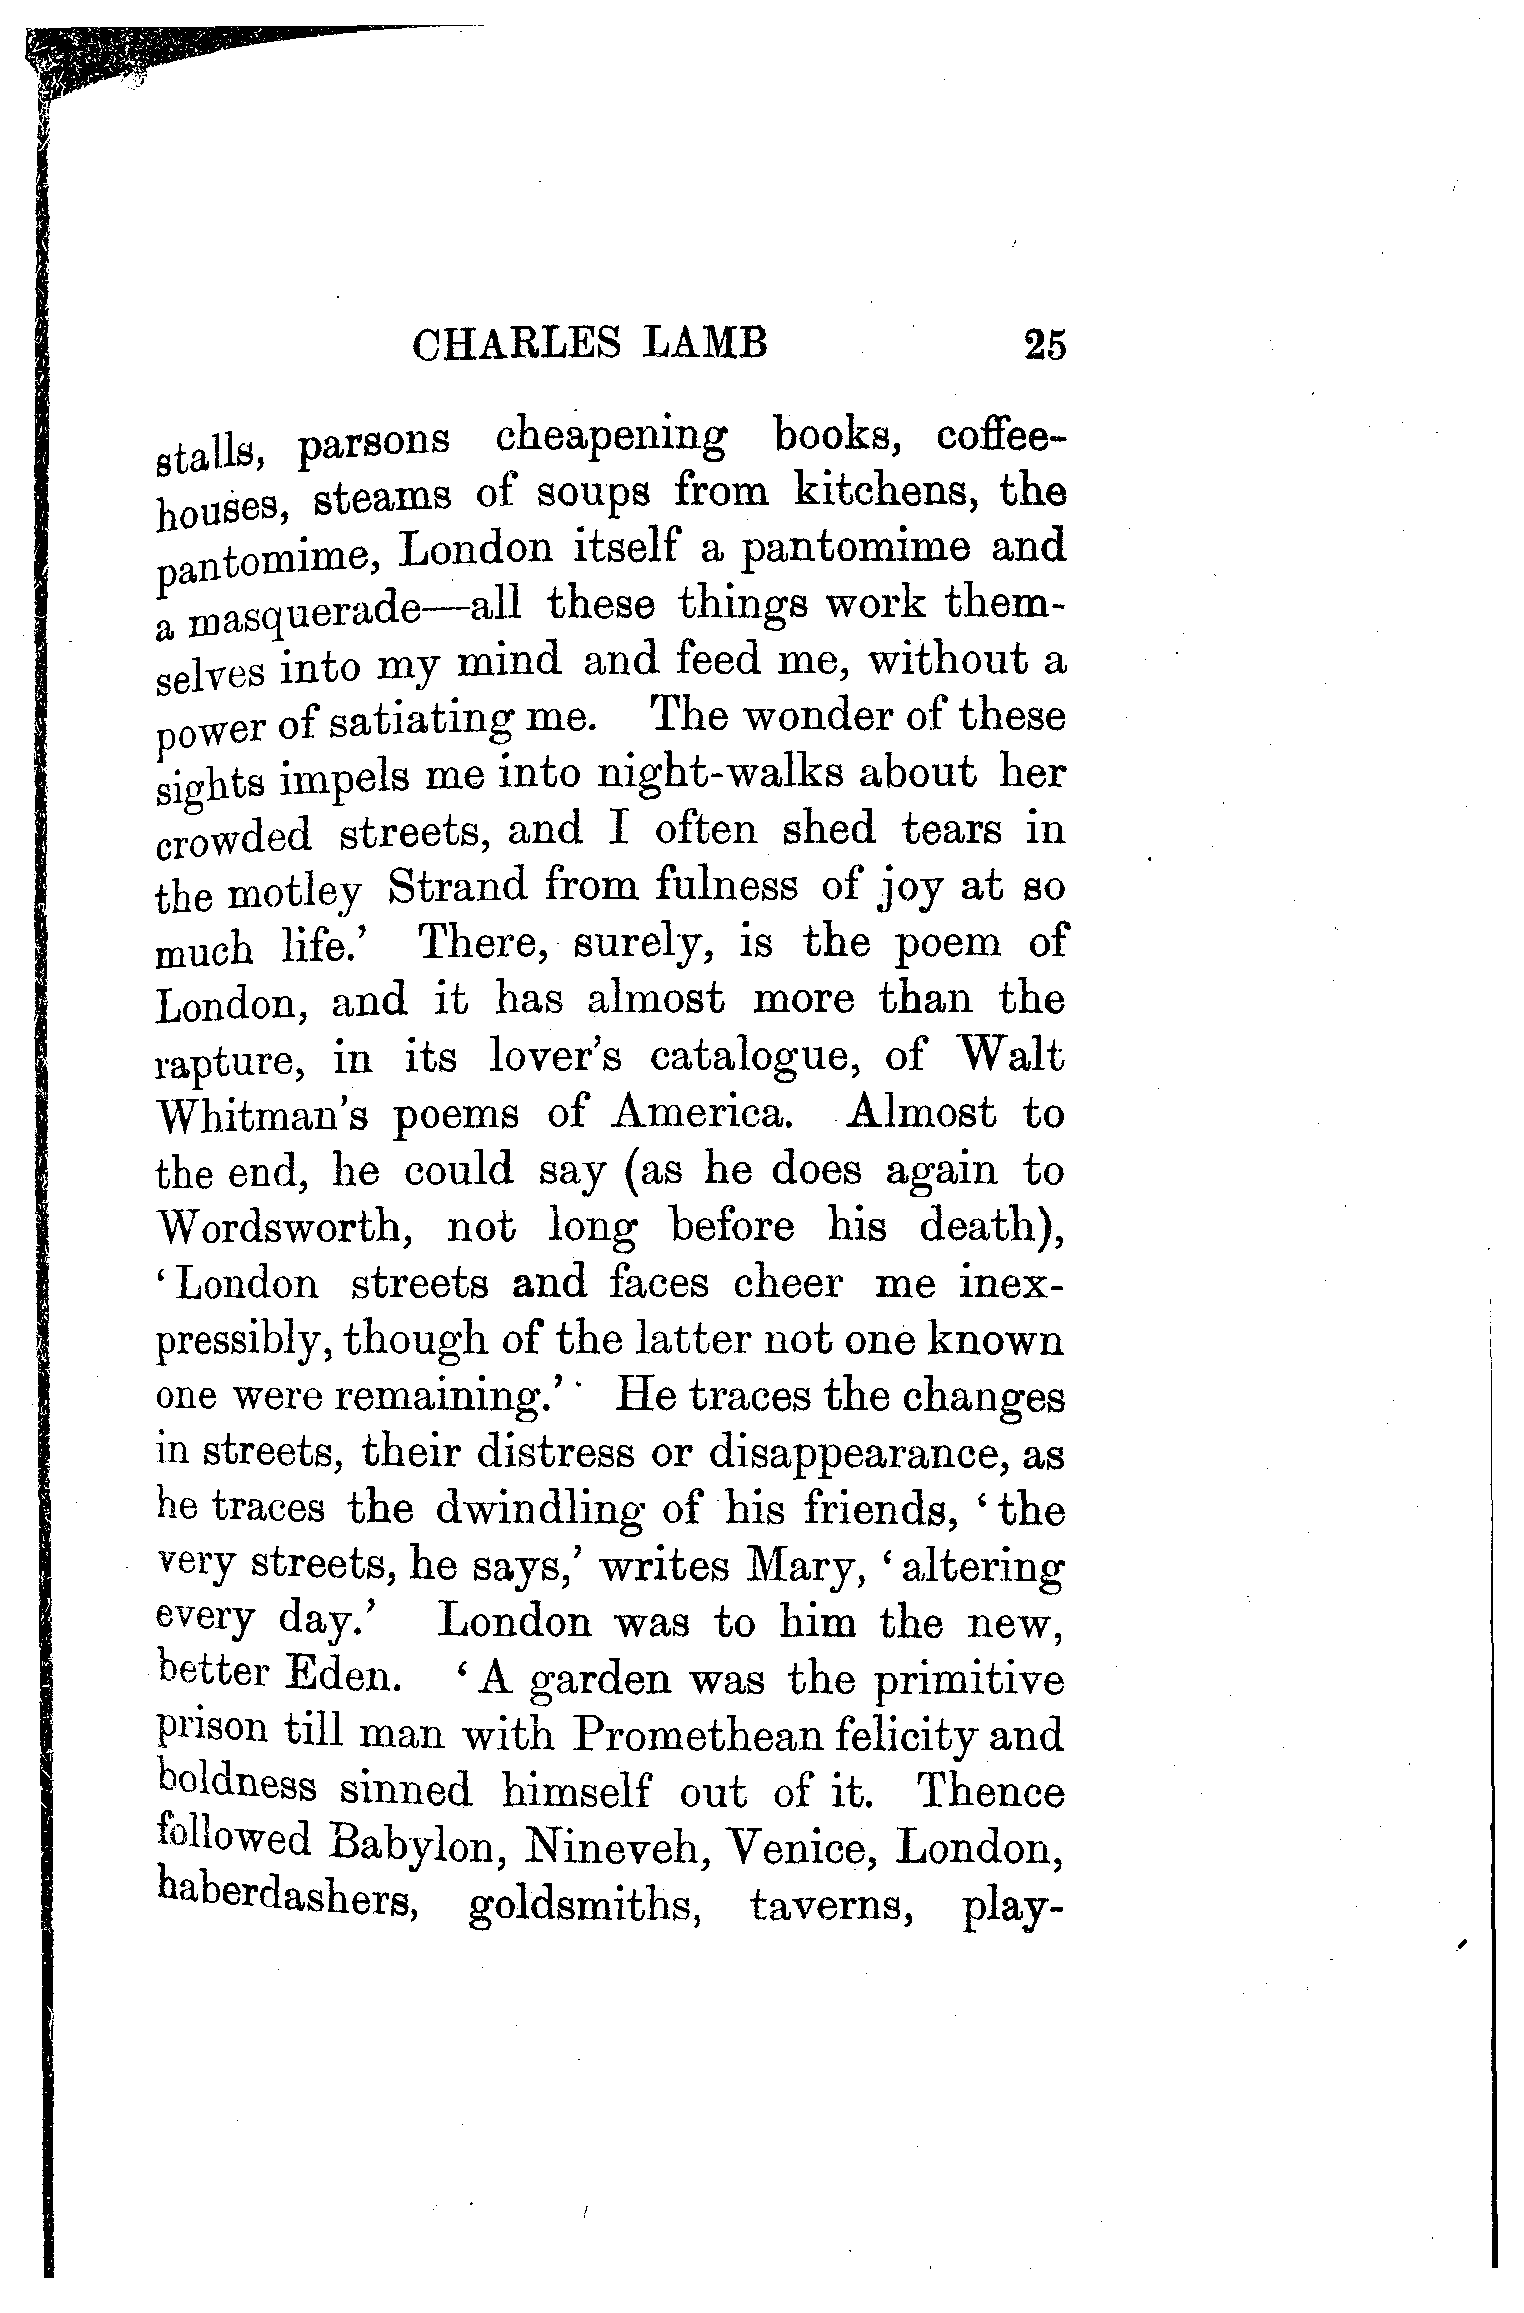 CHARLES LAMB 25
stalls, parsons cheapening books, coffee-
houses, steams of soups from kitchens, the
pantomime, London itself a pantomime and
a masquerade—all these things work them-
selves into my mind and feed me, without a
power of satiating me. The wonder of these
sights impels me into night-walks about her
crowded streets, and I often shed tears in
the motley Strand from fulness of joy at so
much life.’ There, surely, is the poem of
London, and it has almost more than the
rapture, in its lover’s catalogue, of Walt
Whitman’s poems of America. Almost to
the end, he could say (as he does again to
Wordsworth, not long before his death),
‘London streets and faces cheer me inex-
pressibly, though of the latter not one known
one were remaining.’ He traces the changes
in streets, their distress or disappearance, as
he traces the dwindling of his friends, ‘the
very streets, he says,’ writes Mary, ‘altering
every day.’ London was to him the new,
better Eden. ‘A garden was the primitive
prison till man with Promethean felicity and
boldness sinned himself out of it. Thence
followed Babylon, Nineveh, Venice, London,
haberdashers, goldsmiths, taverns, play-